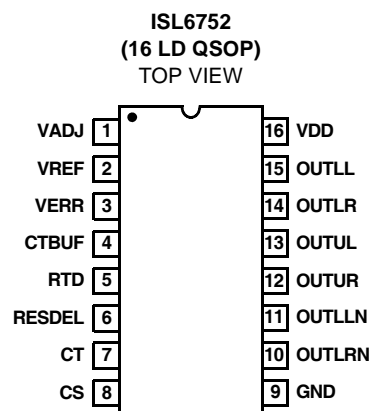 ISL6752
(16 LD QSOP)
TOP VIEW
VADJ 1 16 VDD
VREF 2 15 OUTLL
VERR 3 14 OUTLR
CTBUF 4 13 OUTUL
RTD 5 12 OUTUR
RESDEL 6 11 OUTLLN
CT 7 10 OUTLRN
CS 8 9 GND